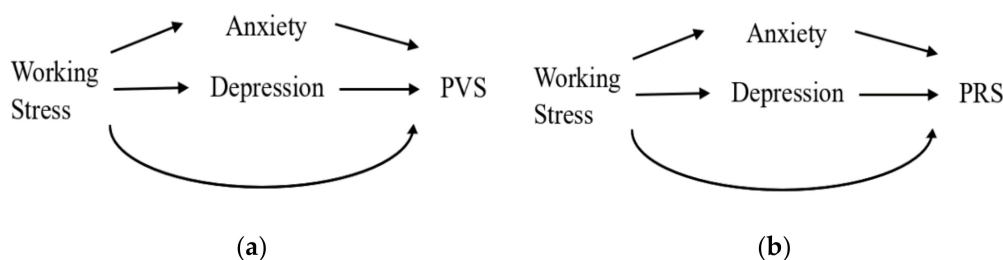 Anxiety
Working
Stress
Depression
PVS
(a)
Anxiety
Working
Stress
Depression
PRS
(b)